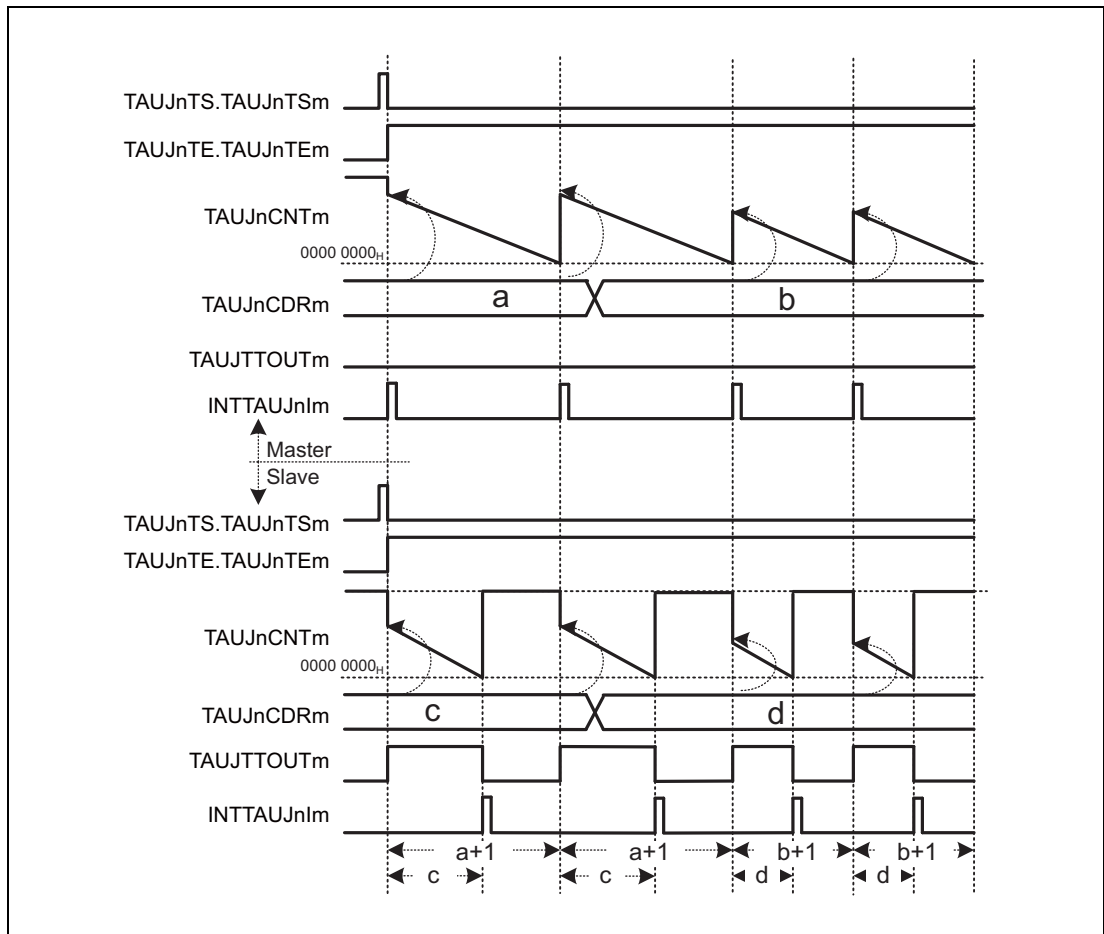 TAUJnTS.TAUJnTSm
TAUJnTE.TAUJnTEm
TAUJnCNTm
0000 0000H
TAUJnCDRm
a
b
TAUJTTOUTm
INTTAUJnIm
Master
Slave
TAUJnTS.TAUJnTSm
TAUJnTE.TAUJnTEm
TAUJnCNTm
0000 0000H
TAUJnCDRm
c
d
TAUJTTOUTm
INTTAUJnIm
a+1 a+1 b+1 b+1
c c d d